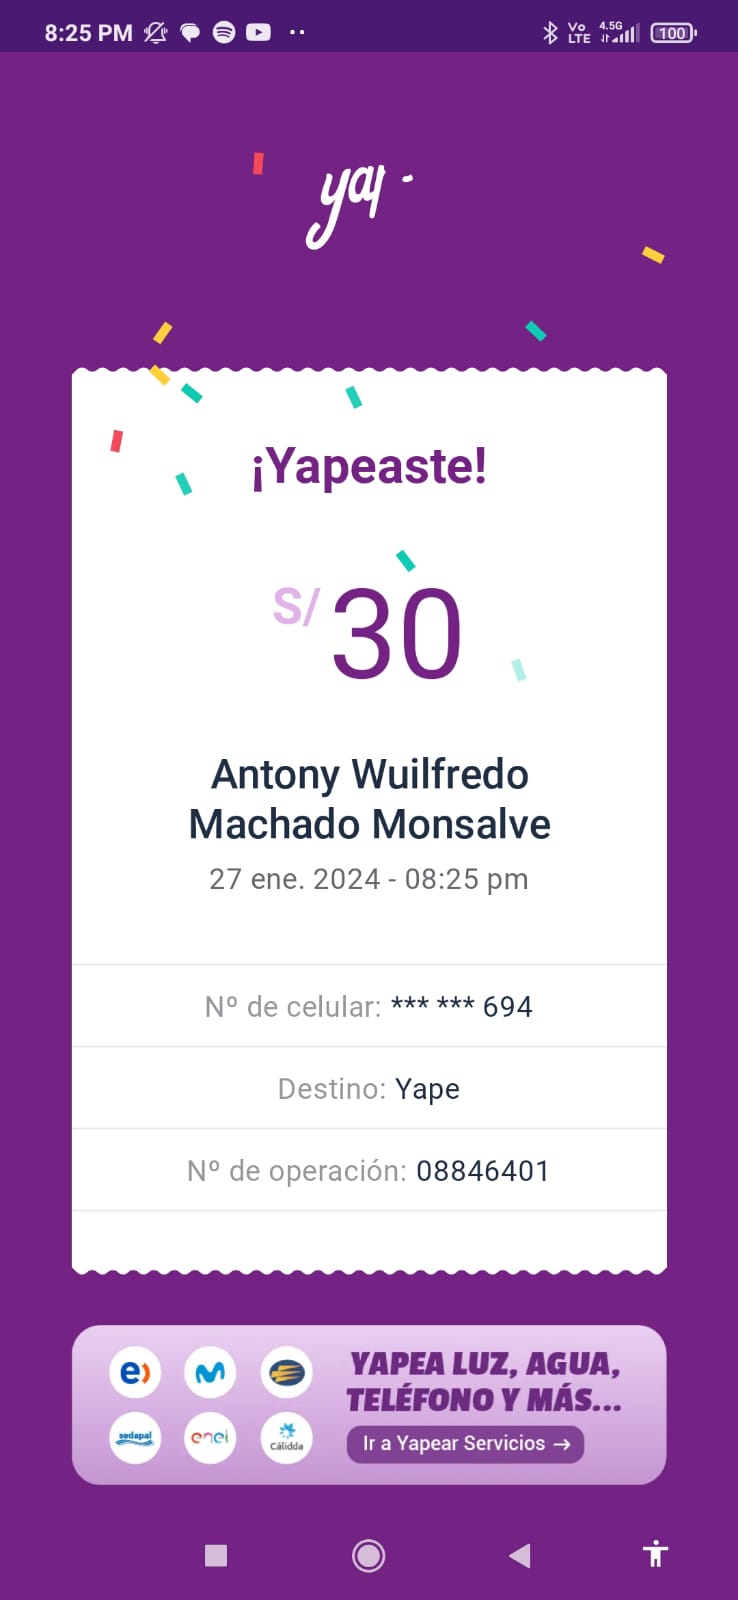 8:25 PM
Vo
LTE
4.5G
100
yap
¡Yapeaste!
S/ 30
Antony Wuilfredo
Machado Monsalve
27 ene. 2024 - 08:25 pm
Nº de celular: *** *** 694
Destino: Yape
Nº de operación: 08846401
e)
sedapal
enel
Cálidda
YAPEA LUZ, AGUA,
TELÉFONO Y MÁS...
Ir a Yapear Servicios →